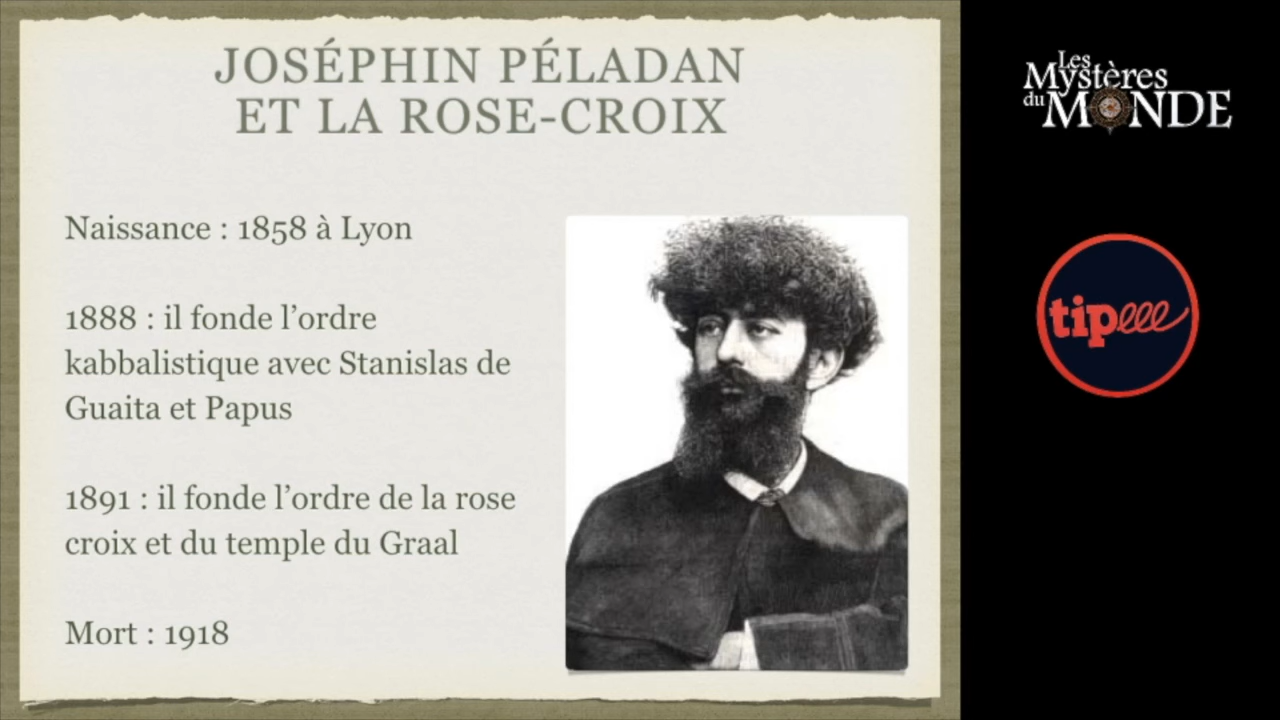 JOSÉPHIN PÉLADAN
ET LA ROSE-CROIX
Naissance : 1858 à Lyon
1888 : il fonde l’ordre
kabbalistique avec Stanislas de
Guaita et Papus
1891 : il fonde l’ordre de la rose
croix et du temple du Graal
Mort : 1918
Les
Mystères
du MONDE
tipeee